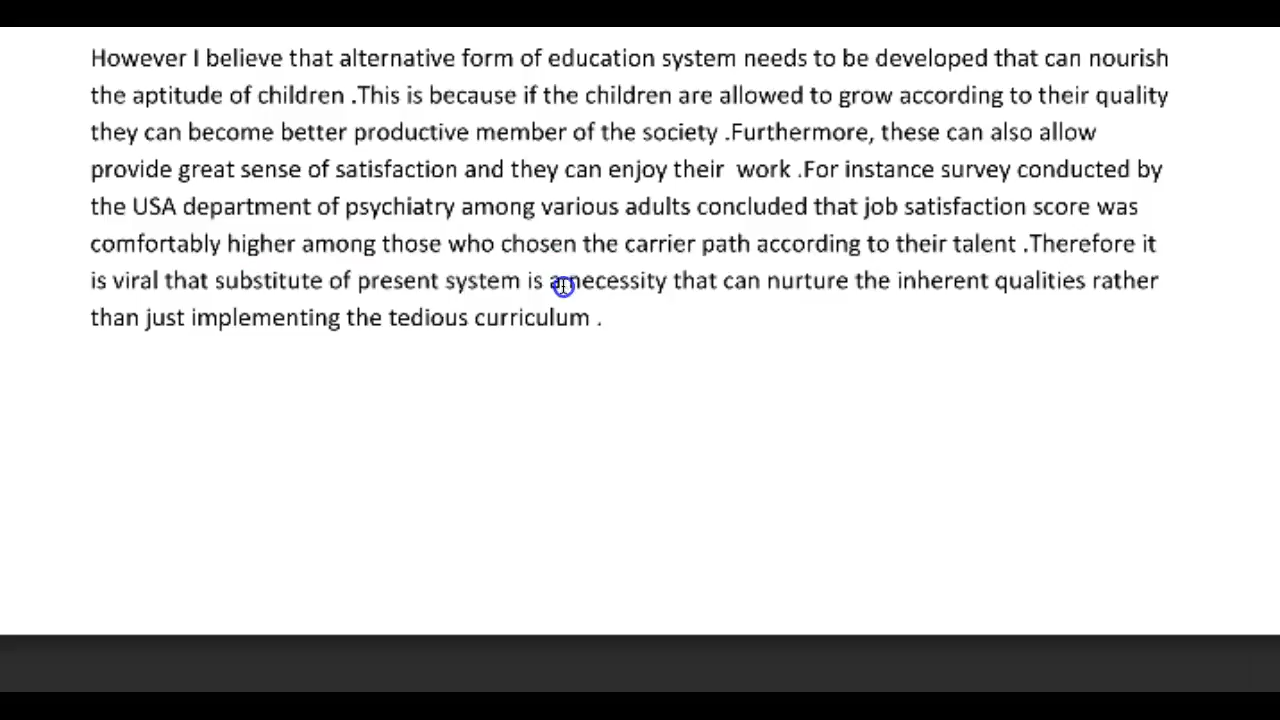 However I believe that alternative form of education system needs to be developed that can nourish
the aptitude of children .This is because if the children are allowed to grow according to their quality
they can become better productive member of the society .Furthermore, these can also allow
provide great sense of satisfaction and they can enjoy their  work .For instance survey conducted by
the USA department of psychiatry among various adults concluded that job satisfaction score was
comfortably higher among those who chosen the carrier path according to their talent .Therefore it
is viral that substitute of present system is a necessity that can nurture the inherent qualities rather
than just implementing the tedious curriculum .